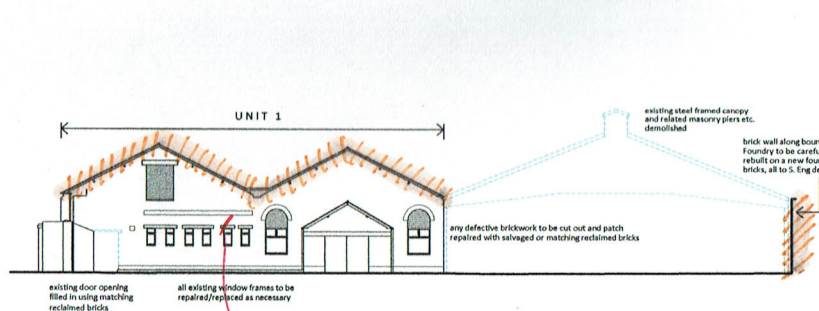 UNIT 1
existing steel framed canopy
and related masonry piers etc.
demolished
brick wall along boun
Foundry to be carefu
rebuilt on a new foun
bricks, all to S. Eng de
any defective brickwork to be cut out and patch
repaired with salvaged or matching reclaimed bricks
existing door opening
filled in using matching
reclaimed bricks
all existing window frames to be
repaired/replaced as necessary